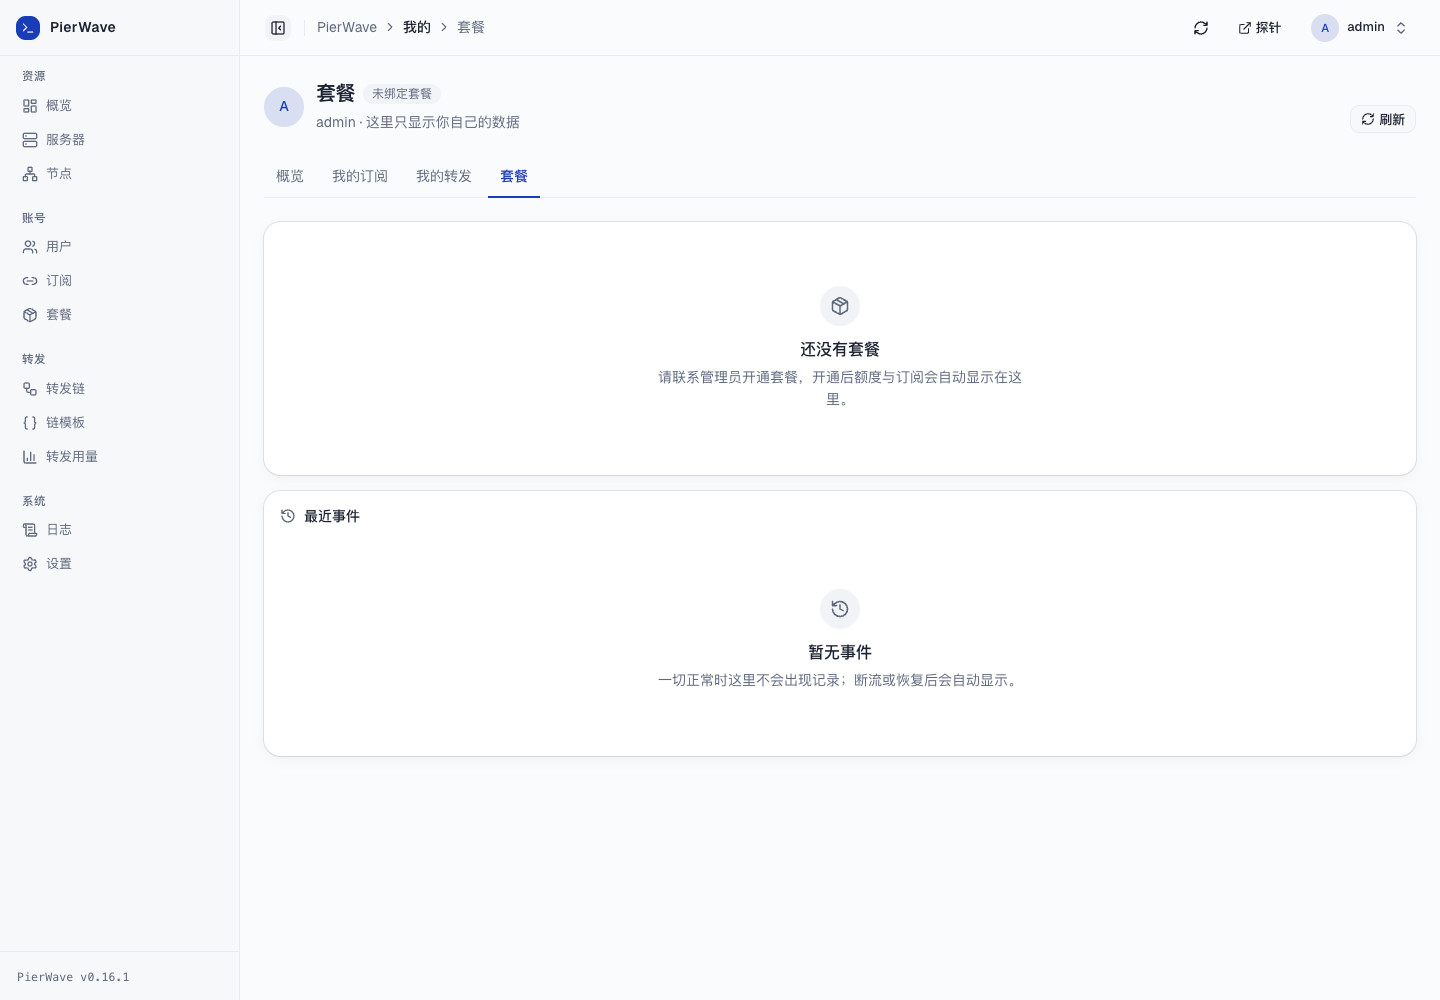 PierWave
资源
概览
服务器
节点
账号
用户
订阅
套餐
转发
转发链
链模板
转发用量
系统
日志
设置
PierWave v0.16.1
PierWave > 我的 > 套餐
探针
A
admin
A
套餐
未绑定套餐
admin · 这里只显示你自己的数据
刷新
概览
我的订阅
我的转发
套餐
还没有套餐
请联系管理员开通套餐，开通后额度与订阅会自动显示在这
里。
最近事件
暂无事件
一切正常时这里不会出现记录；断流或恢复后会自动显示。